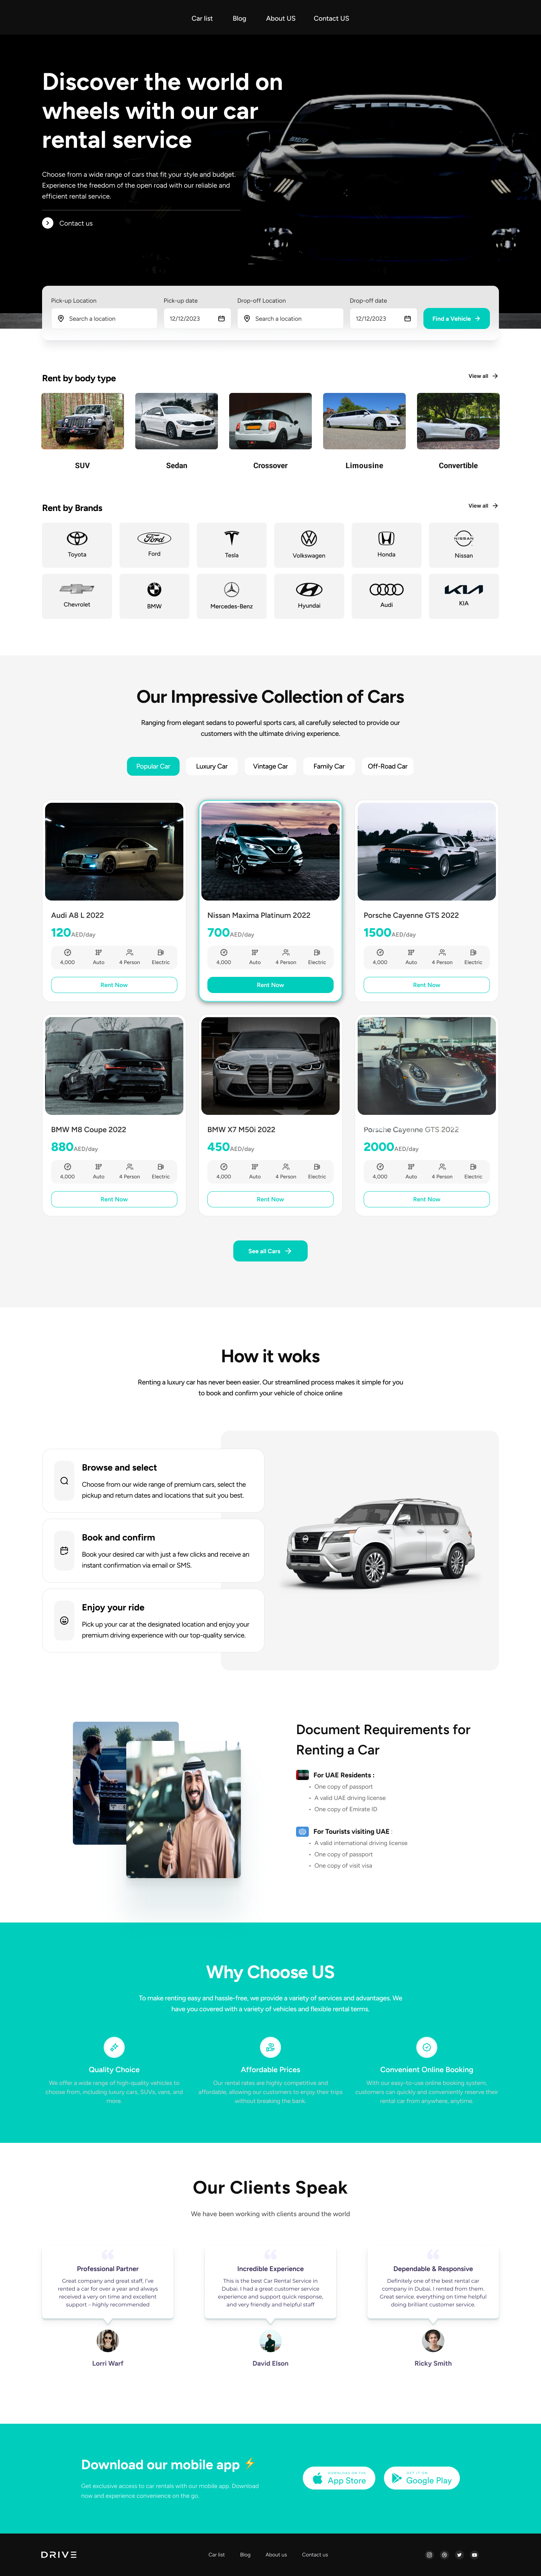 Car list Blog About US Contact US
Discover the world on
wheels with our car
rental service
Choose from a wide range of cars that fit your style and budget.
Experience the freedom of the open road with our reliable and
efficient rental service.
Contact us
Pick-up Location Pick-up date Drop-off Location Drop-off date
Search a location 12/12/2023 Search a location 12/12/2023 Find a Vehicle
Rent by body type View all
SUV Sedan Crossover Limousine Convertible
Rent by Brands View all
Toyota Ford Tesla Volkswagen Honda Nissan
Chevrolet BMW Mercedes-Benz Hyundai Audi KIA
Our Impressive Collection of Cars
Ranging from elegant sedans to powerful sports cars, all carefully selected to provide our
customers with the ultimate driving experience.
Popular Car Luxury Car Vintage Car Family Car Off-Road Car
Audi A8 L 2022 Nissan Maxima Platinum 2022 Porsche Cayenne GTS 2022
120AED/day 700AED/day 1500AED/day
4,000 Auto 4 Person Electric 4,000 Auto 4 Person Electric 4,000 Auto 4 Person Electric
Rent Now Rent Now Rent Now
BMW M8 Coupe 2022 BMW X7 M50i 2022 Porsche Cayenne GTS 2022
880AED/day 450AED/day 2000AED/day
4,000 Auto 4 Person Electric 4,000 Auto 4 Person Electric 4,000 Auto 4 Person Electric
Rent Now Rent Now Rent Now
See all Cars
How it woks
Renting a luxury car has never been easier. Our streamlined process makes it simple for you
to book and confirm your vehicle of choice online
Browse and select
Choose from our wide range of premium cars, select the
pickup and return dates and locations that suit you best.
Book and confirm
Book your desired car with just a few clicks and receive an
instant confirmation via email or SMS.
Enjoy your ride
Pick up your car at the designated location and enjoy your
premium driving experience with our top-quality service.
Document Requirements for
Renting a Car
For UAE Residents :
• One copy of passport
• A valid UAE driving license
• One copy of Emirate ID
For Tourists visiting UAE
• A valid international driving license
• One copy of passport
• One copy of visit visa
Why Choose US
To make renting easy and hassle-free, we provide a variety of services and advantages. We
have you covered with a variety of vehicles and flexible rental terms.
Quality Choice
We offer a wide range of high-quality vehicles to
choose from, including luxury cars, SUVs, vans, and
more.
Affordable Prices
Our rental rates are highly competitive and
affordable, allowing our customers to enjoy their trips
without breaking the bank.
Convenient Online Booking
With our easy-to-use online booking system,
customers can quickly and conveniently reserve their
rental car from anywhere, anytime.
Our Clients Speak
We have been working with clients around the world
Professional Partner
Great company and great staff, I've
rented a car for over a year and always
received a very on time and excellent
support - highly recommended
Lorri Warf
Incredible Experience
This is the best Car Rental Service in
Dubai. I had a great customer service
experience and support quick response,
and very friendly and helpful staff
David Elson
Dependable & Responsive
Definitely one of the best rental car
company in Dubai. I rented from them.
Great service, everything on time helpful
doing brilliant customer service.
Ricky Smith
Download our mobile app ⚡
Get exclusive access to car rentals with our mobile app. Download
now and experience convenience on the go.
App Store
GET IT ON
Google Play
DRIVE Car list Blog About us Contact us